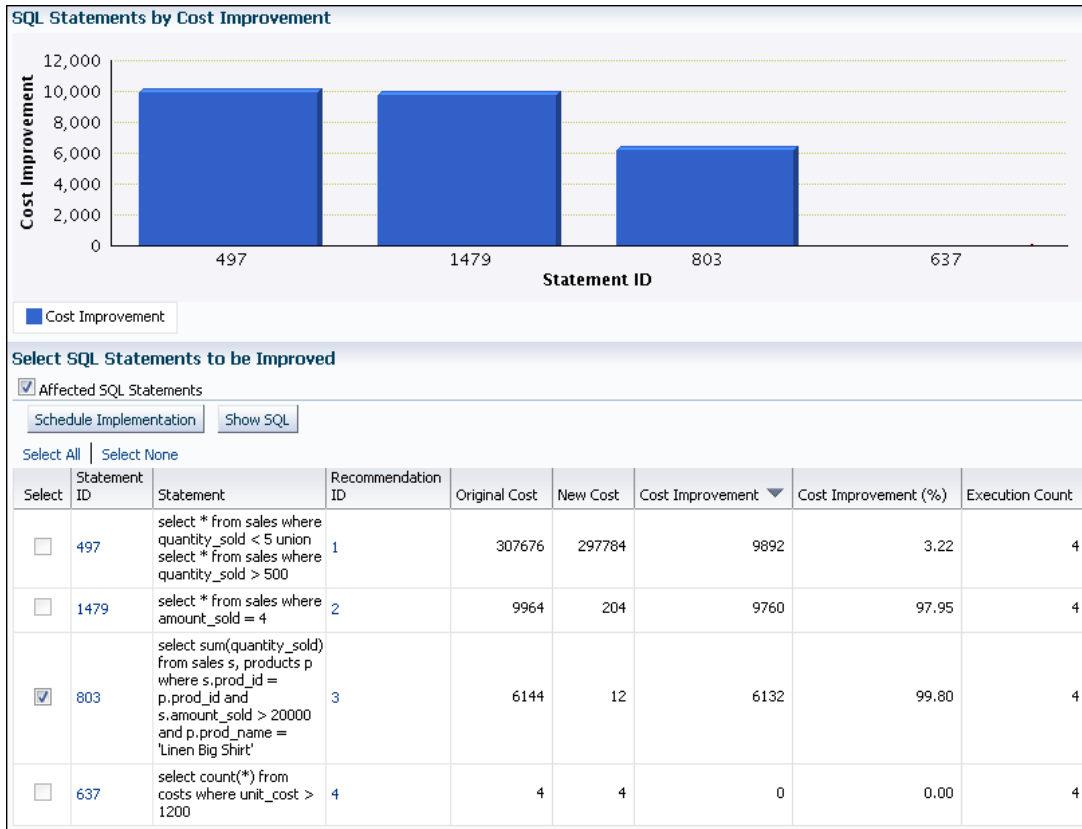 SQL Statements by Cost Improvement
12,000
10,000
8,000
6,000
4,000
2,000
0
Cost Improvement
497 1479 803 637
Statement ID
Cost Improvement
Select SQL Statements to be Improved
Affected SQL Statements
Schedule Implementation Show SQL
Select All | Select None
Select Statement ID Statement Recommendation ID Original Cost New Cost Cost Improvement Cost Improvement (%) Execution Count
select * from sales where
quantity_sold < 5 union
497 1 307676 297784 9892 3.22 4
select * from sales where
quantity_sold > 500
select * from sales where
1479 2 9964 204 9760 97.95 4
amount_sold = 4
select sum(quantity_sold)
from sales s, products p
where s.prod_id =
803 p.prod_id and 3 6144 12 6132 99.80 4
s.amount_sold > 20000
and p.prod_name =
'Linen Big Shirt'
select count(*) from
637 costs where unit_cost > 4 4 4 0 0.00 4
1200